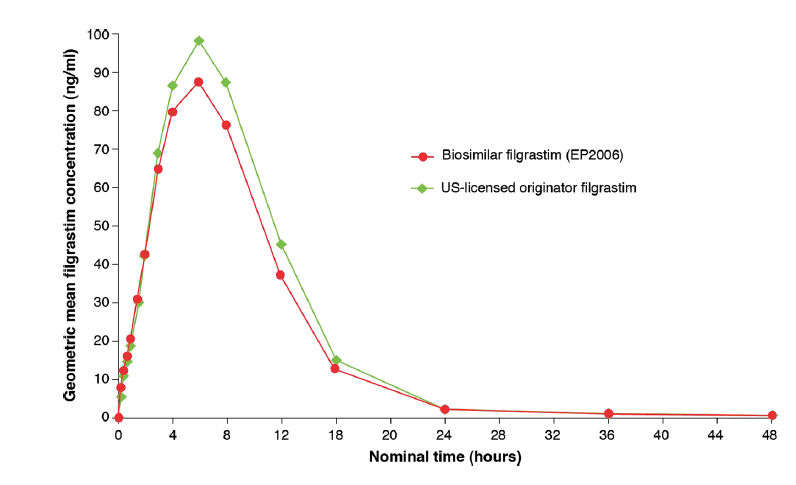 Geometric mean filgrastim concentration (ng/ml)
100
90
80
70
60
50
40
30
20
10
0
Biosimilar filgrastim (EP2006)
US-licensed originator filgrastim
0 4 8 12 18 20 24 28 32 36 40 44 48
Nominal time (hours)